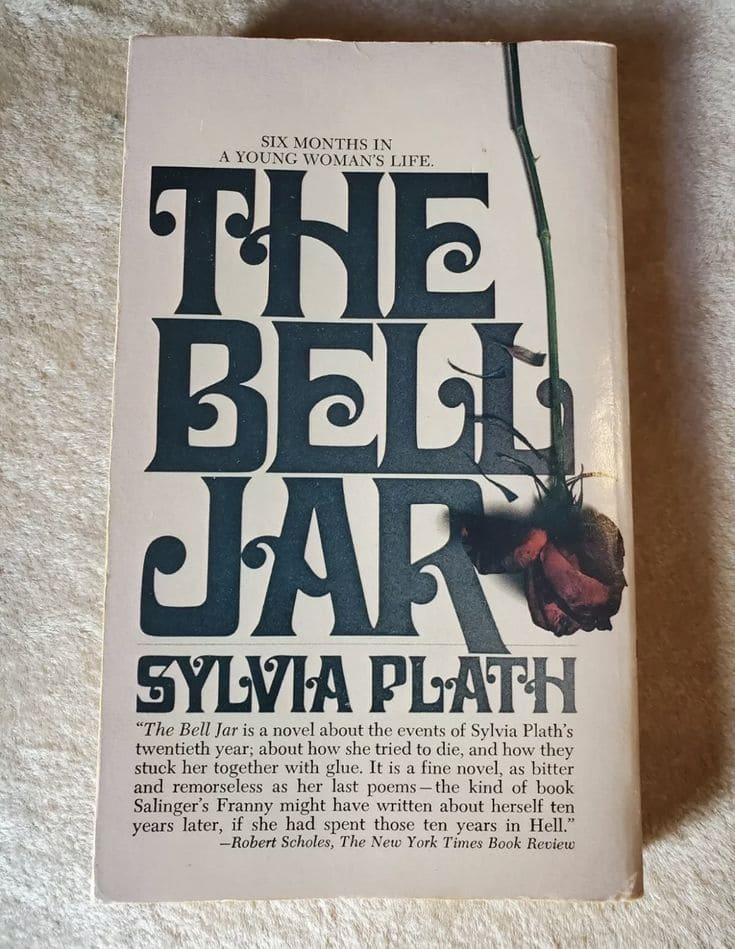 SIX MONTHS IN
A YOUNG WOMAN'S LIFE.
THE
BELL
JAR
SYLVIA PLATH
“The Bell Jar is a novel about the events of Sylvia Plath's
twentieth year; about how she tried to die, and how they
stuck her together with glue. It is a fine novel, as bitter
and remorseless as her last poems—the kind of book
Salinger's Franny might have written about herself ten
years later, if she had spent those ten years in Hell.”
—Robert Scholes, The New York Times Book Review